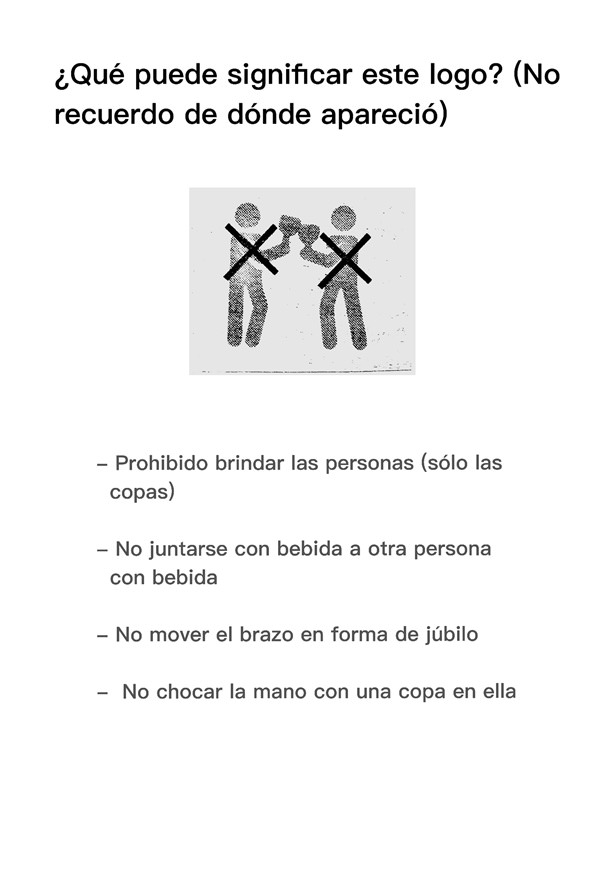 ¿Qué puede significar este logo? (No
recuerdo de dónde apareció)
– Prohibido brindar las personas (sólo las
copas)
– No juntarse con bebida a otra persona
con bebida
– No mover el brazo en forma de júbilo
– No chocar la mano con una copa en ella